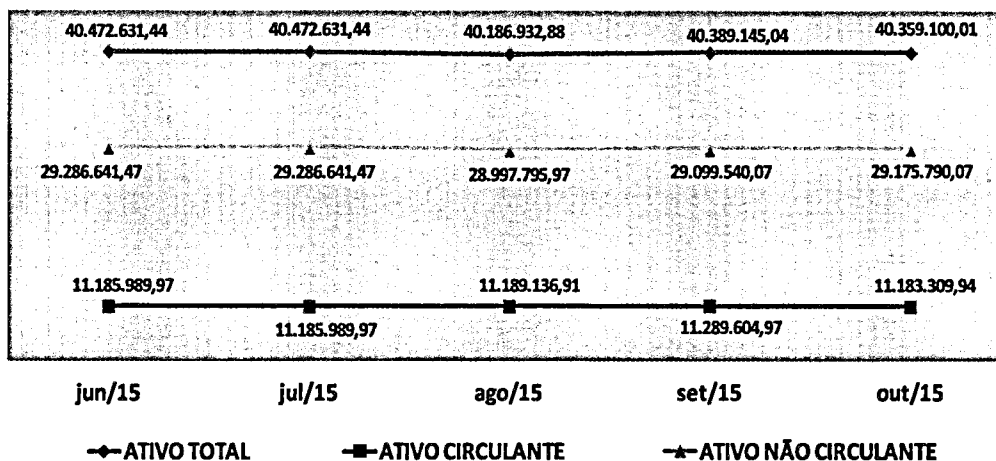 40.472.631,44 40.472.631,44 40.186.932,88 40.389.145,04 40.359.100,01
29.286.641,47 29.286.641,47 28.997.795,97 29.099.540,07 29.175.790,07
11.185.989,97 11.189.136,91 11.183.309,94
11.185.989,97 11.289.604,97
jun/15 jul/15 ago/15 set/15 out/15
ATIVO TOTAL ATIVO CIRCULANTE ATIVO NÃO CIRCULANTE